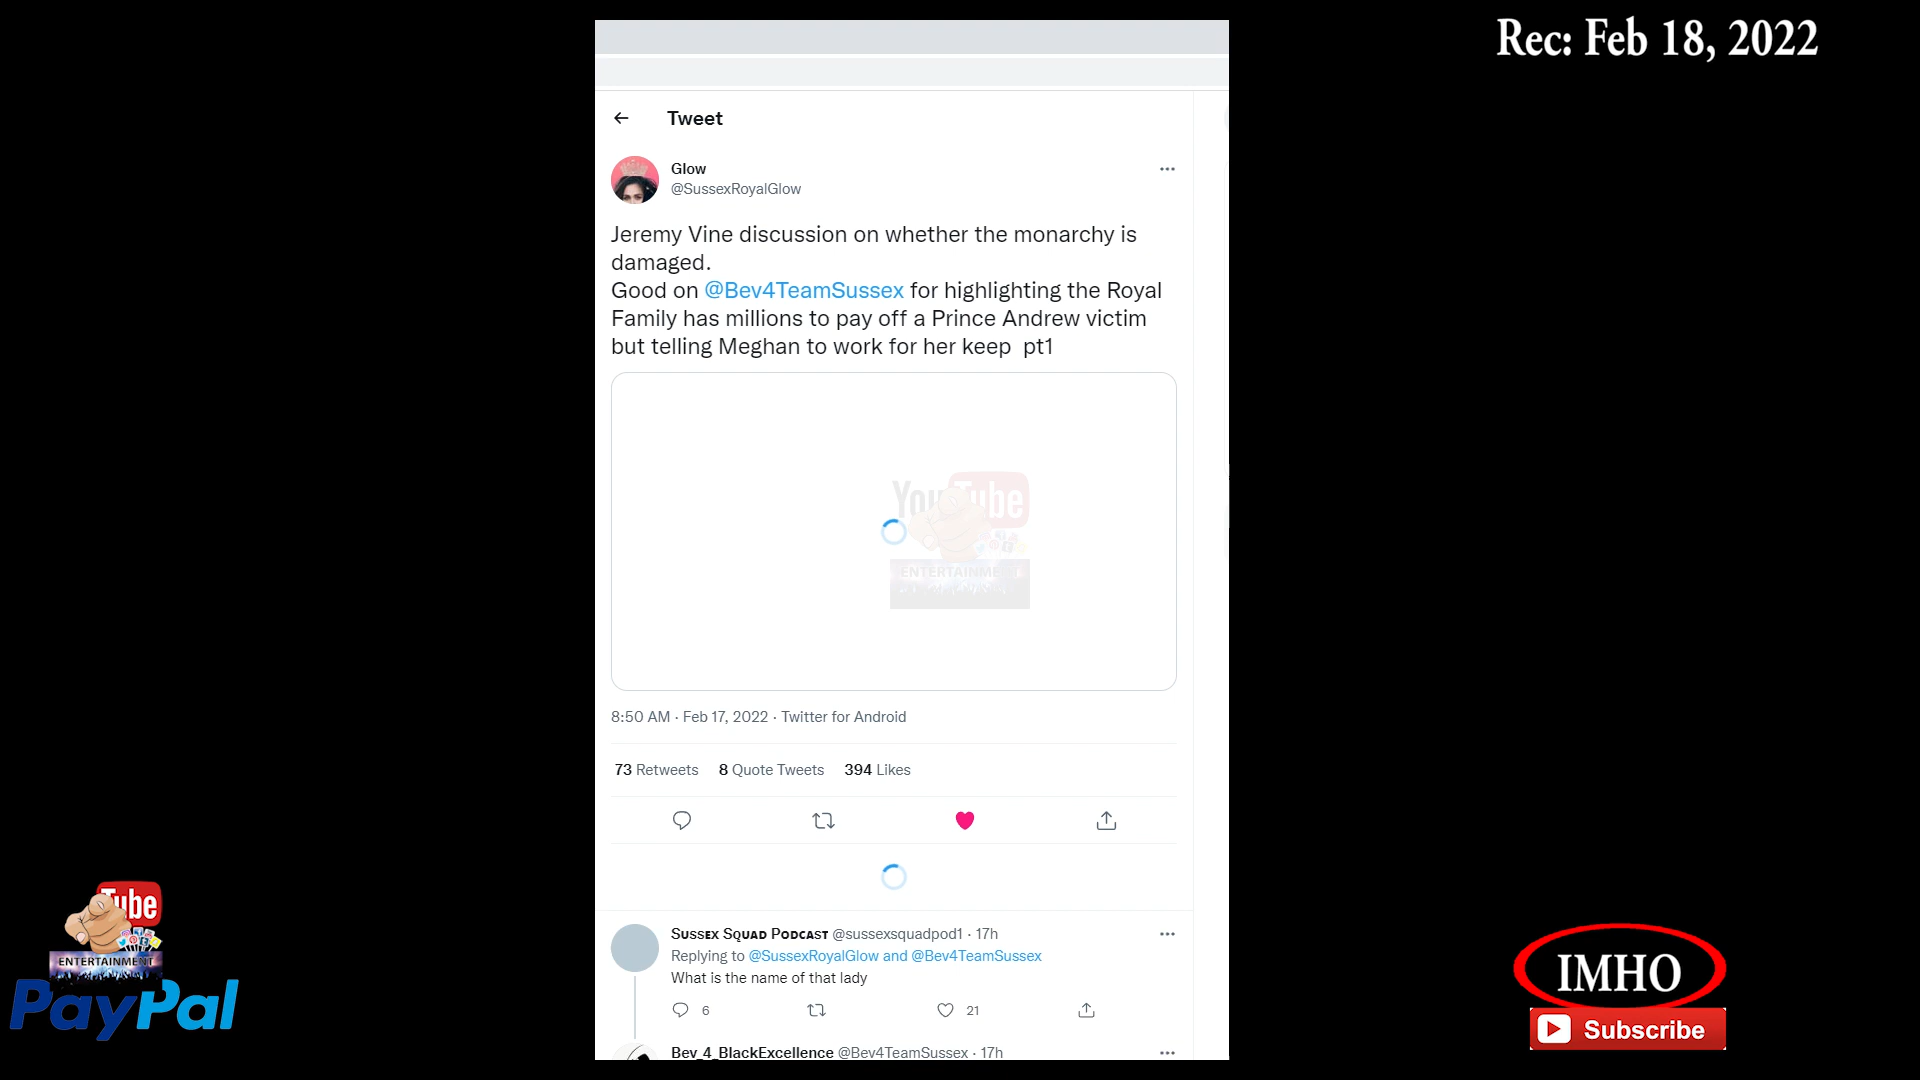 Rec: Feb 18, 2022
Tweet
Glow
@SussexRoyalGlow
Jeremy Vine discussion on whether the monarchy is
damaged.
Good on @Bev4TeamSussex for highlighting the Royal
Family has millions to pay off a Prince Andrew victim
but telling Meghan to work for her keep pt1
YouTube
ENTERTAINMENT
8:50 AM · Feb 17, 2022 · Twitter for Android
73 Retweets 8 Quote Tweets 394 Likes
Sussex Squad Podcast @sussexsquadpod1 · 17h
Replying to @SussexRoyalGlow and @Bev4TeamSussex
What is the name of that lady
6 21
Bev_4_BlackExcellence @Bev4TeamSussex · 17h
Tube
ENTERTAINMENT
PayPal
IMHO
Subscribe